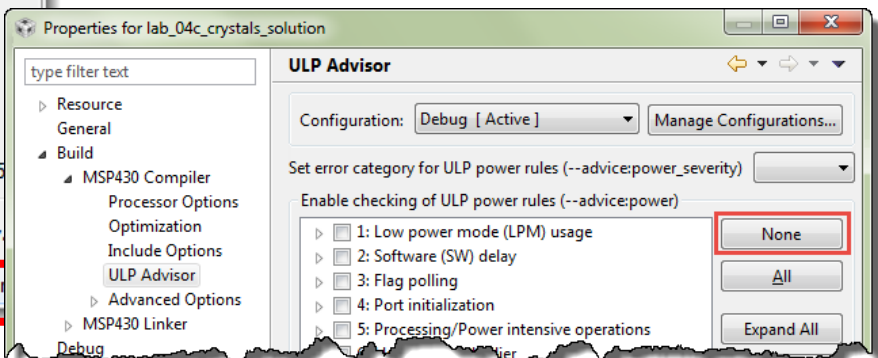 Properties for lab_04c_crystals_solution
type filter text
Resource
General
Build
MSP430 Compiler
Processor Options
Optimization
Include Options
ULP Advisor
Advanced Options
MSP430 Linker
Debug
ULP Advisor
Configuration: Debug [ Active ] Manage Configurations...
Set error category for ULP power rules (--advice:power_severity)
Enable checking of ULP power rules (--advice:power)
1: Low power mode (LPM) usage
2: Software (SW) delay
3: Flag polling
4: Port initialization
5: Processing/Power intensive operations
None
All
Expand All